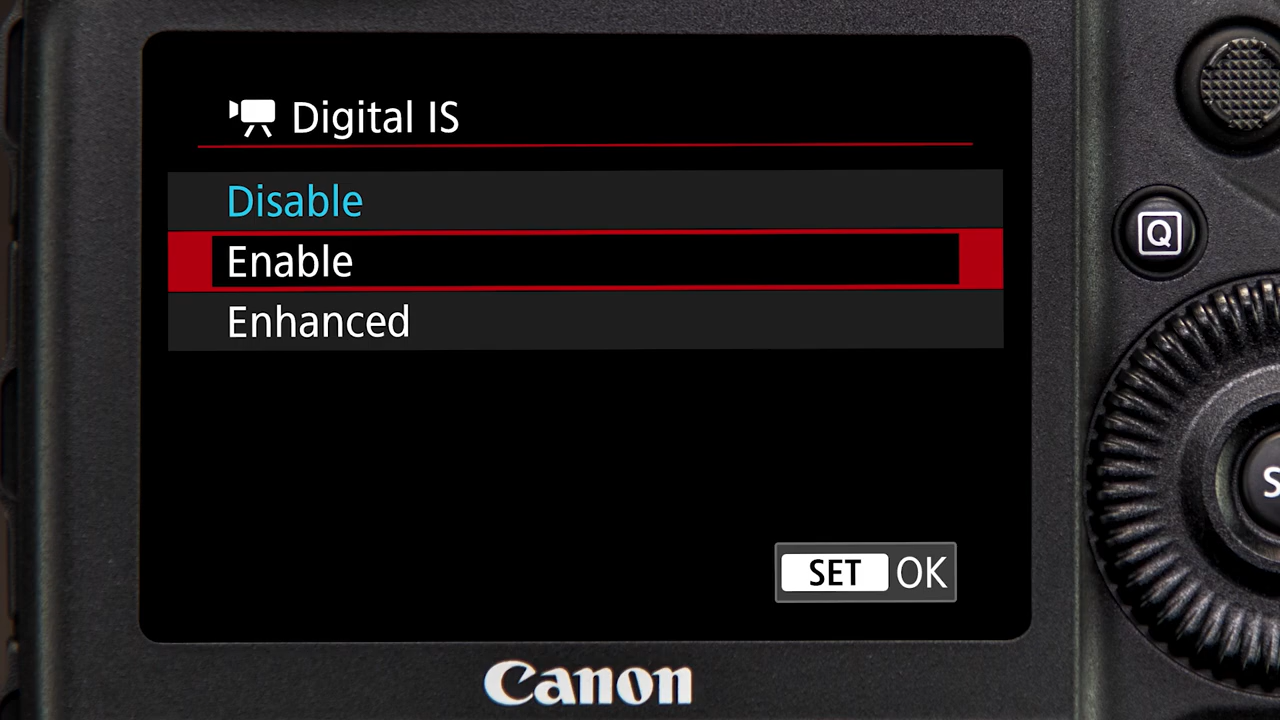 Digital IS
Disable
Enable
Enhanced
SET OK
Canon
Q
S